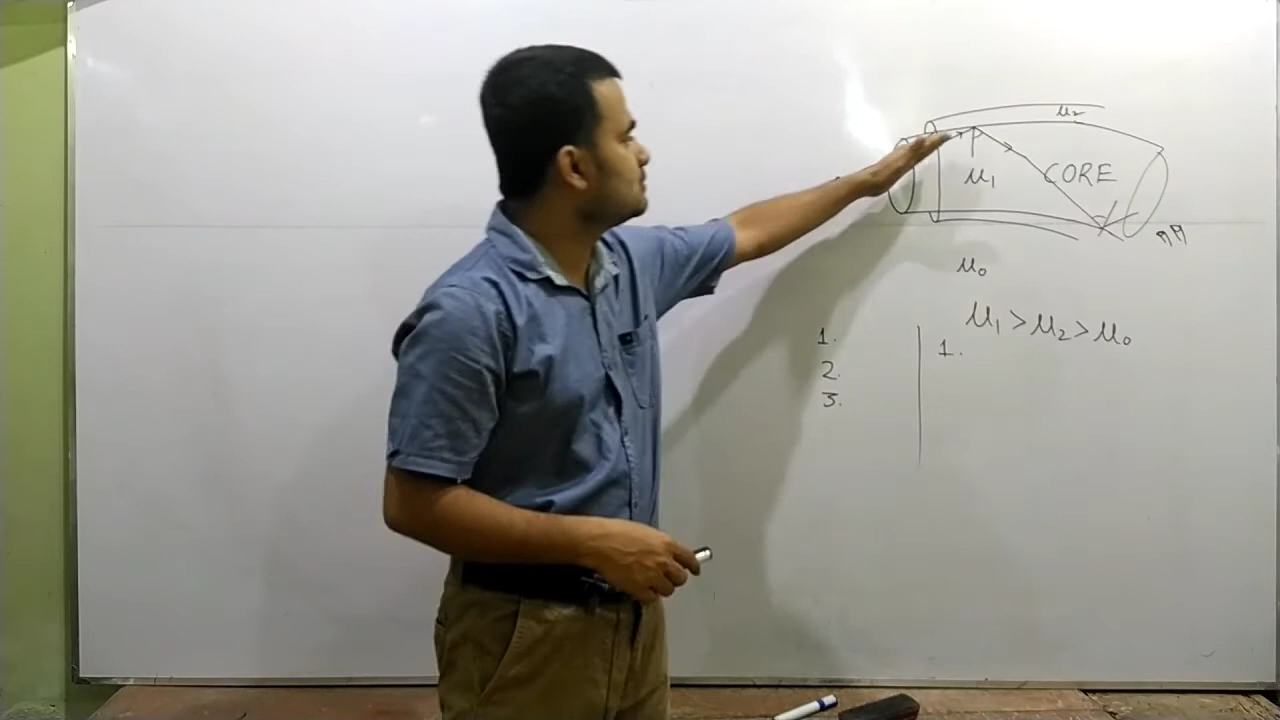 μ₂
μ₁ CORE
μ₀
μ₁ > μ₂ > μ₀
1.
2.
3.
1.